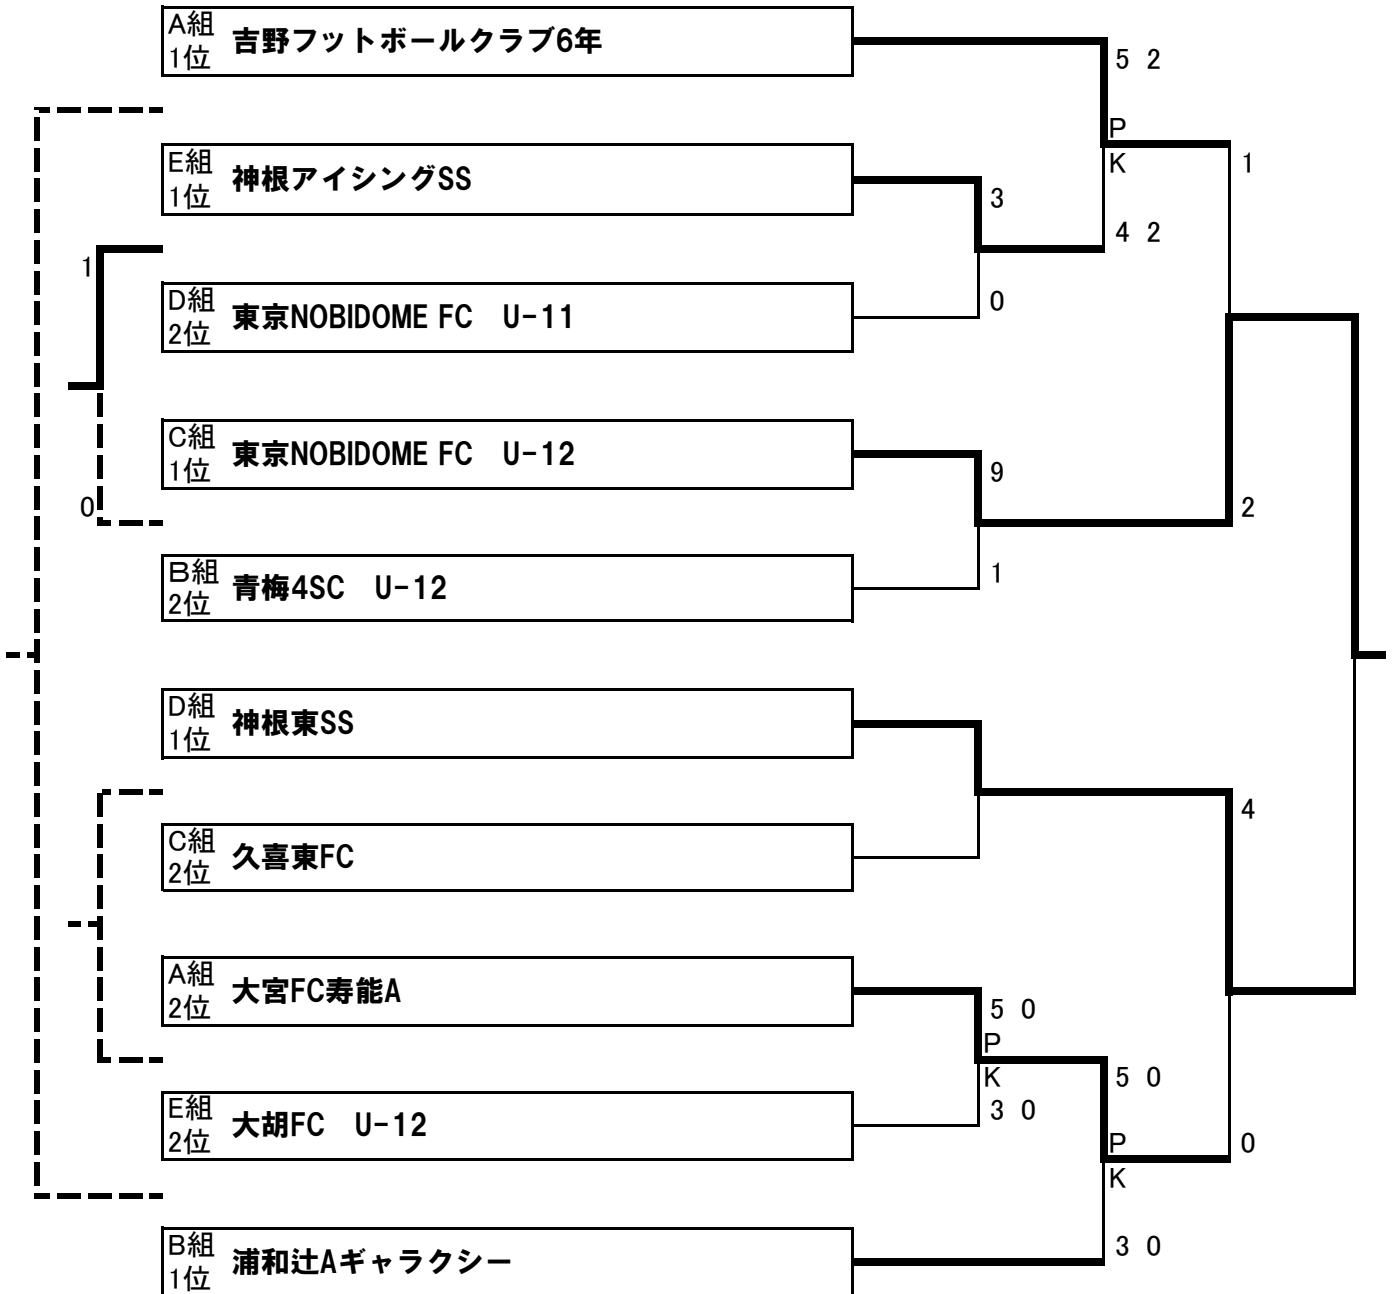 A組
1位
吉野フットボールクラブ6年
5 2
P
K
1
E組
1位
神根アイシングSS
3
4 2
1
D組
2位
東京NOBIDOME FC　U-11
0
C組
1位
東京NOBIDOME FC　U-12
9
0
2
B組
2位
青梅4SC　U-12
1
D組
1位
神根東SS
4
C組
2位
久喜東FC
A組
2位
大宮FC寿能A
5 0
P
K
5 0
E組
2位
大胡FC　U-12
3 0
P
K
0
B組
1位
浦和辻Aギャラクシー
3 0